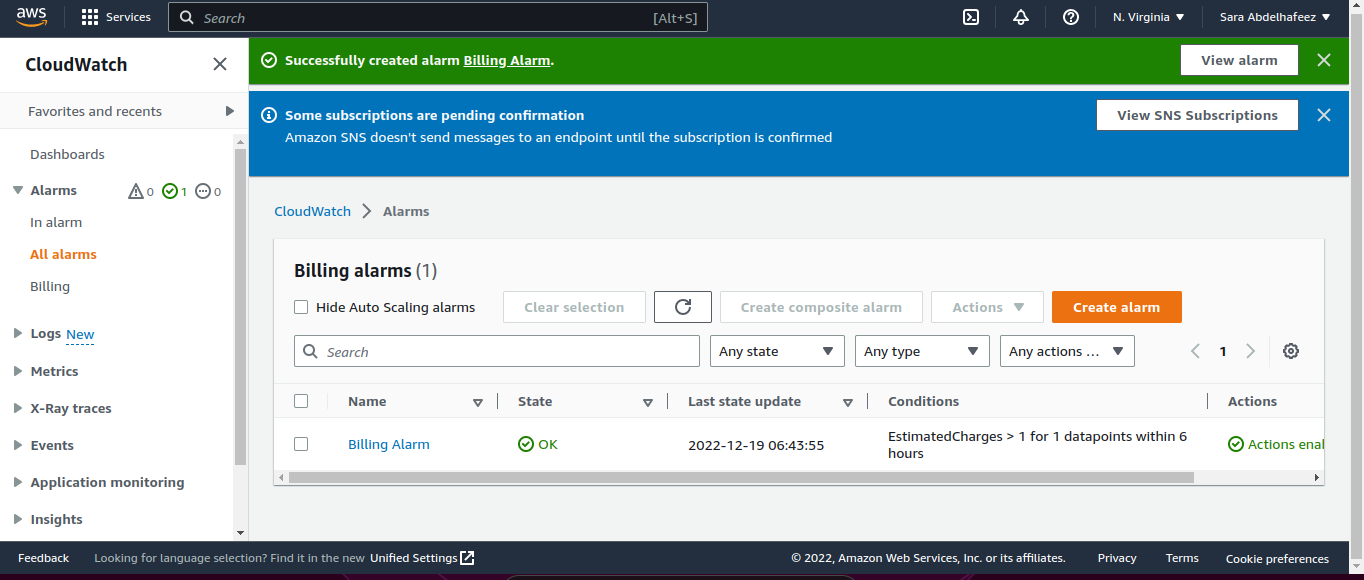 aws
Services
Search
[Alt+S]
N. Virginia
Sara Abdelhafeez
CloudWatch
Favorites and recents
Dashboards
Alarms 0 1 0
In alarm
All alarms
Billing
Logs New
Metrics
X-Ray traces
Events
Application monitoring
Insights
Successfully created alarm Billing Alarm.
View alarm
Some subscriptions are pending confirmation
Amazon SNS doesn't send messages to an endpoint until the subscription is confirmed
View SNS Subscriptions
CloudWatch Alarms
Billing alarms (1)
Hide Auto Scaling alarms
Clear selection
Create composite alarm
Actions
Create alarm
Search
Any state
Any type
Any actions ...
1
Name State Last state update Conditions Actions
Billing Alarm OK 2022-12-19 06:43:55 EstimatedCharges > 1 for 1 datapoints within 6
hours
Actions enal
Feedback Looking for language selection? Find it in the new Unified Settings
© 2022, Amazon Web Services, Inc. or its affiliates. Privacy Terms Cookie preferences